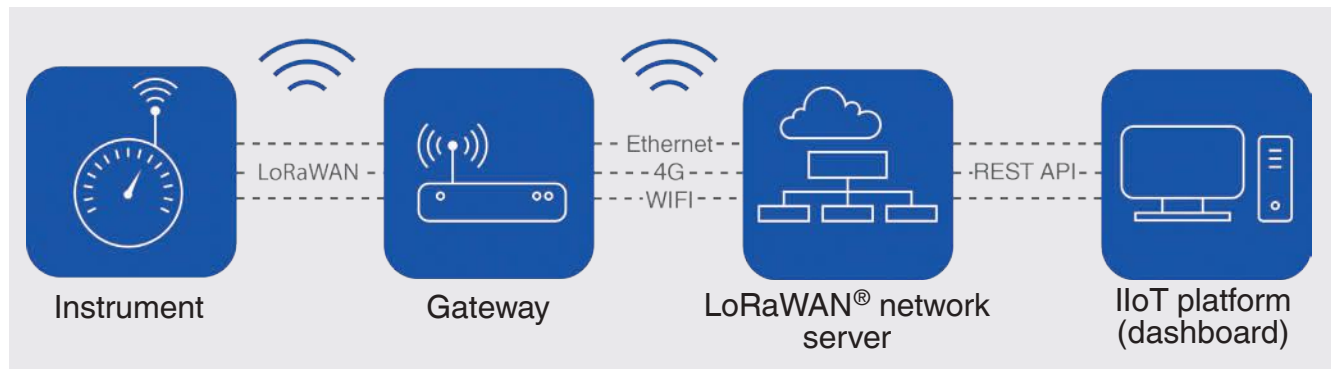 LoRaWAN
Ethernet
4G
WIFI
REST API
Instrument
Gateway
LoRaWAN® network
server
IIoT platform
(dashboard)